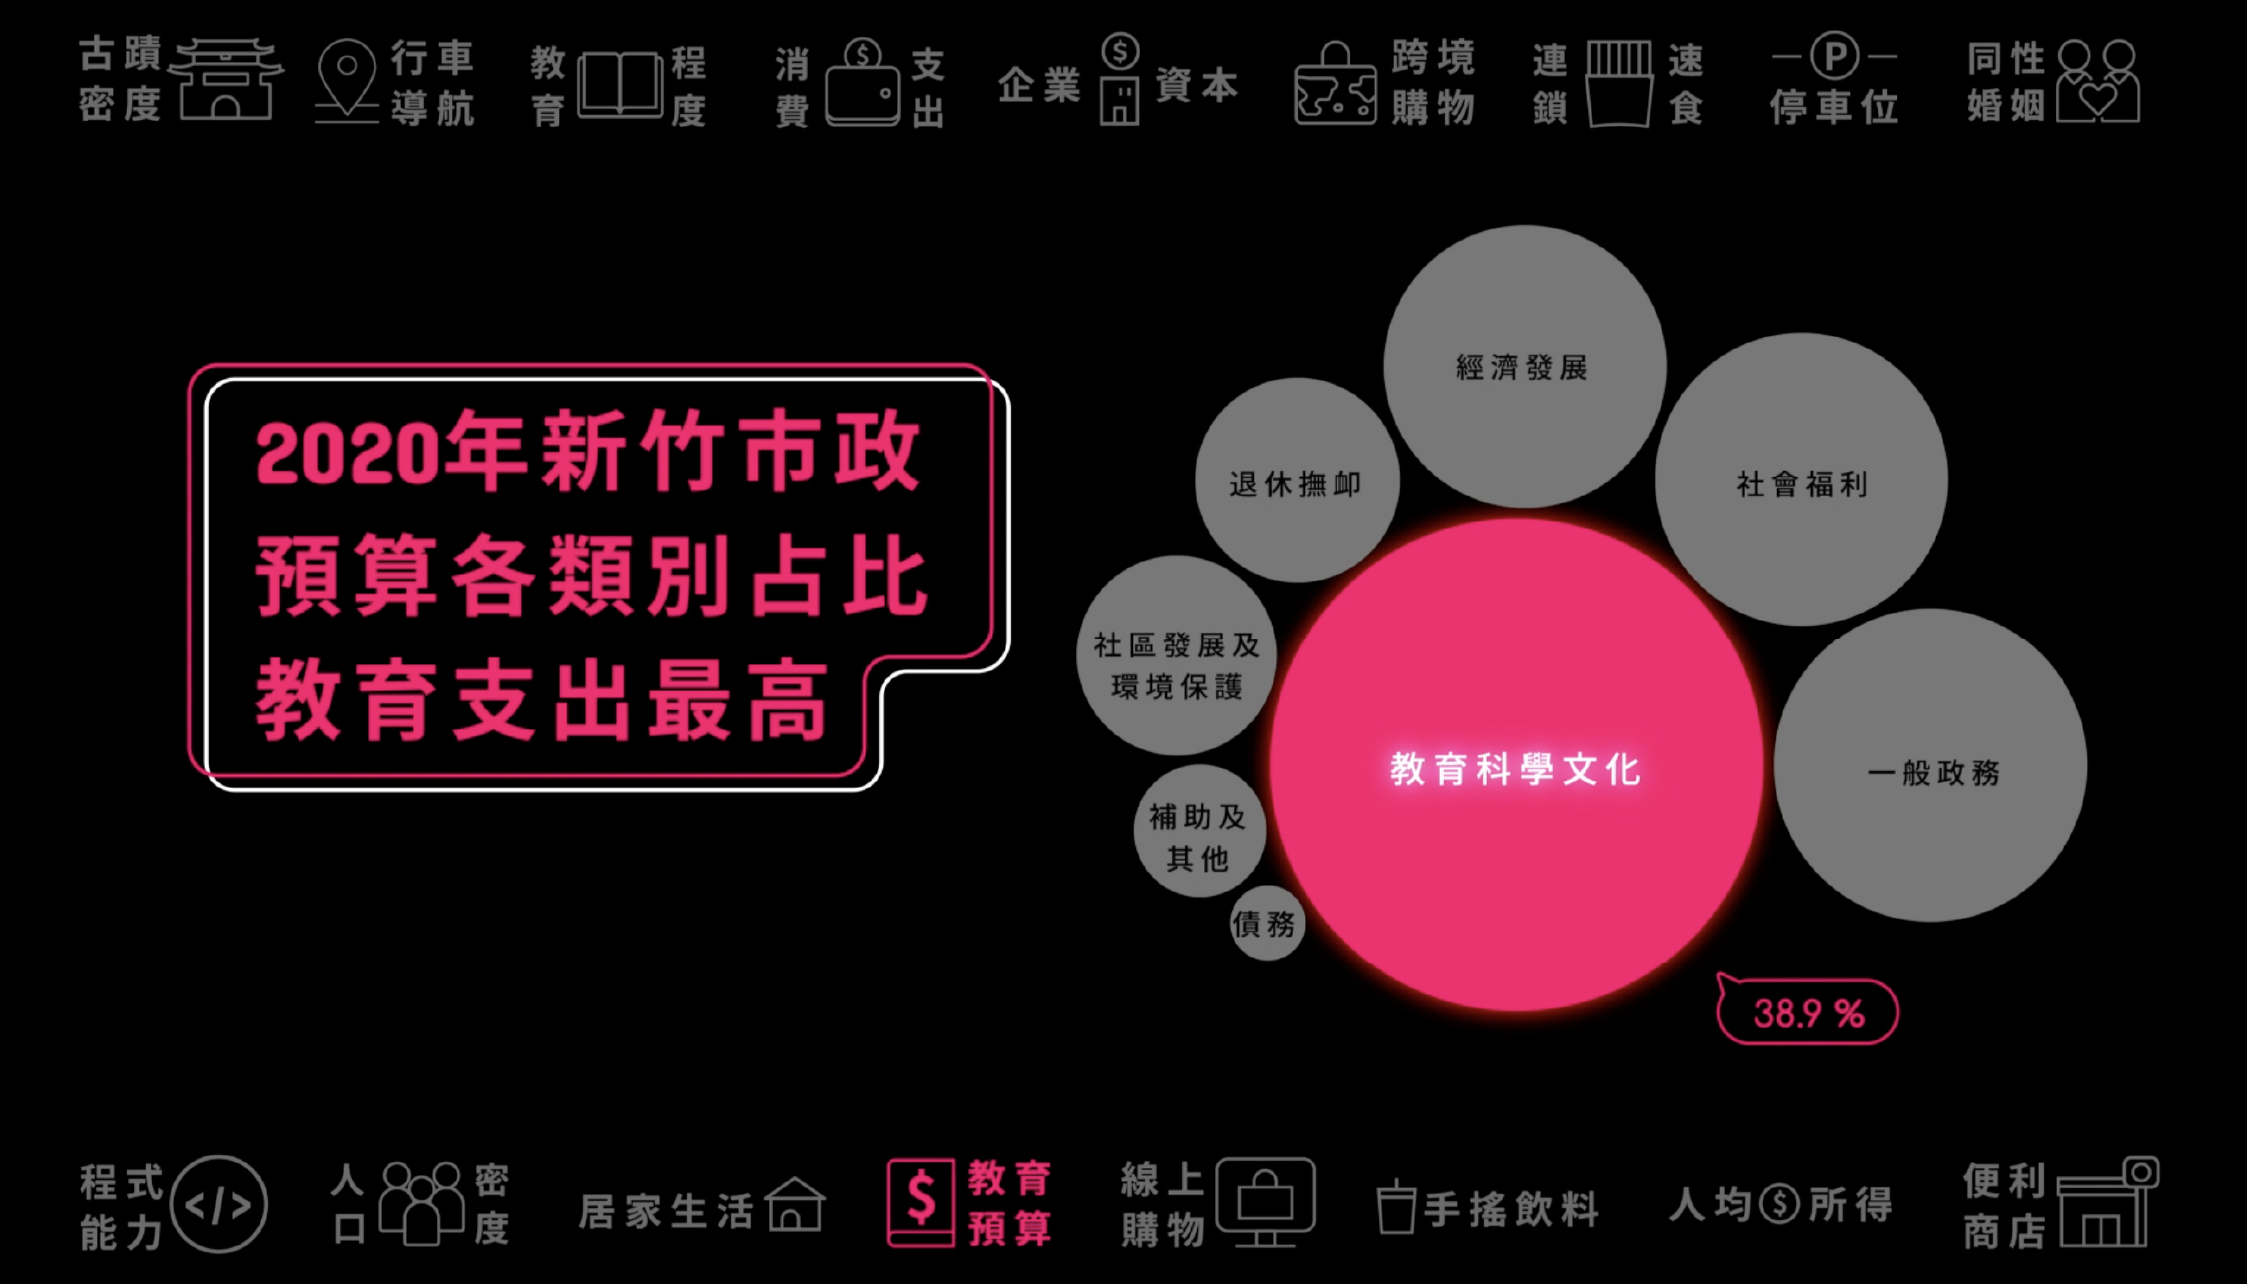 古蹟
密度
行車
導航
教育
程度
消費
支出
企業
$
資本
跨境
購物
連鎖
速食
P
停車位
同性
婚姻
2020年新竹市政
預算各類別占比
教育支出最高
經濟發展
社會福利
退休撫卹
社區發展及
環境保護
補助及
其他
債務
教育科學文化
一般政務
38.9 %
程式
能力
</>
人口
密度
居家生活
$
教育
預算
線上
購物
手搖飲料
人均
$
所得
便利
商店